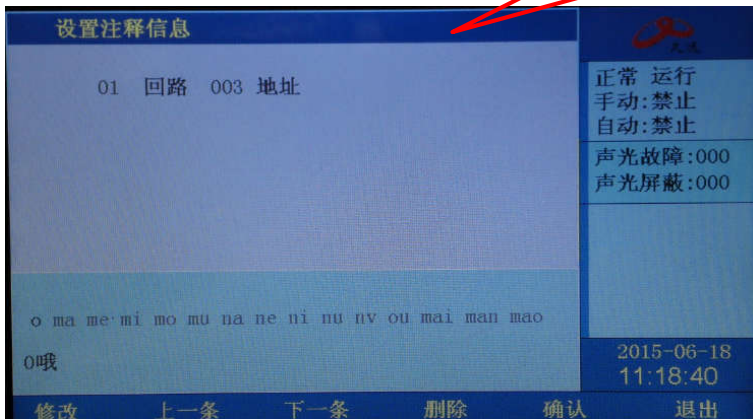 设置注释信息
01 回路 003 地址
o ma me mi mo mu na ne ni nu nv ou mai man mao
0哦
正常 运行
手动:禁止
自动:禁止
声光故障:000
声光屏蔽:000
2015-06-18
11:18:40
修改 上一条 下一条 删除 确认 退出